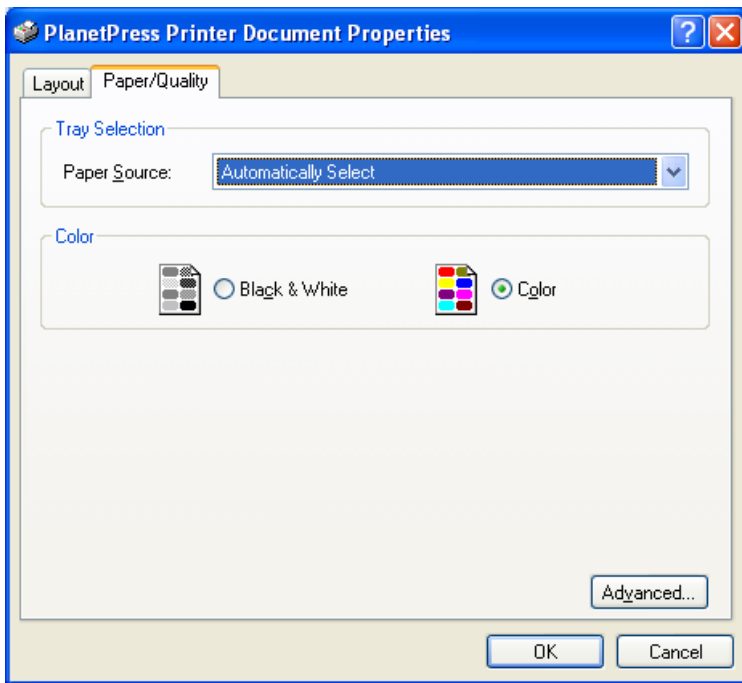 PlanetPress Printer Document Properties
Layout Paper/Quality
Tray Selection
Paper Source: Automatically Select
Color
Black & White Color
Advanced...
OK Cancel